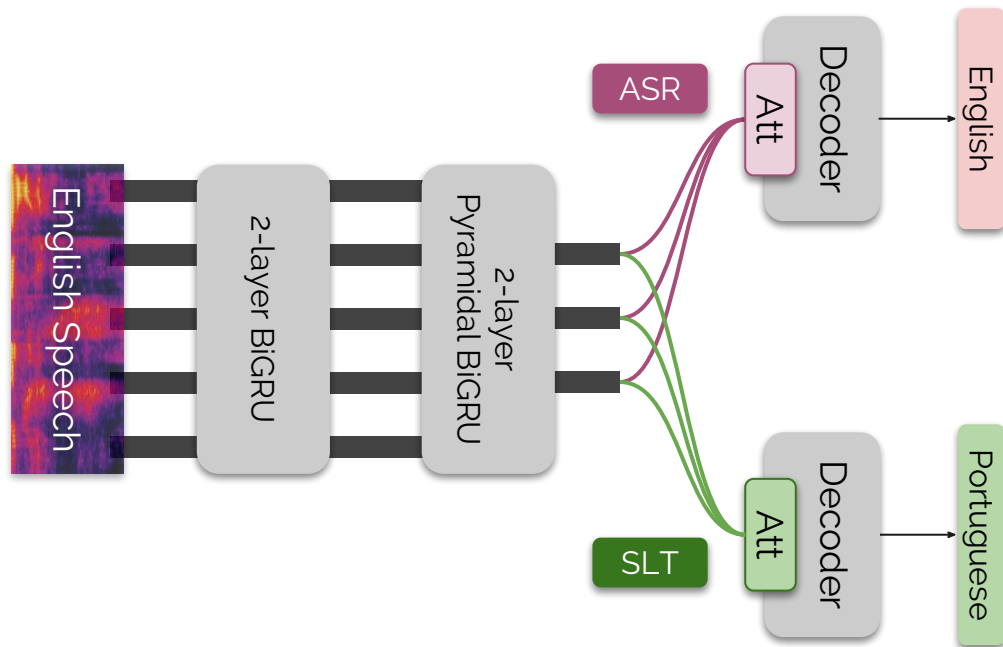 English Speech
2-layer BiGRU
2-layer
Pyramidal BiGRU
ASR
Att
Decoder
English
SLT
Att
Decoder
Portuguese